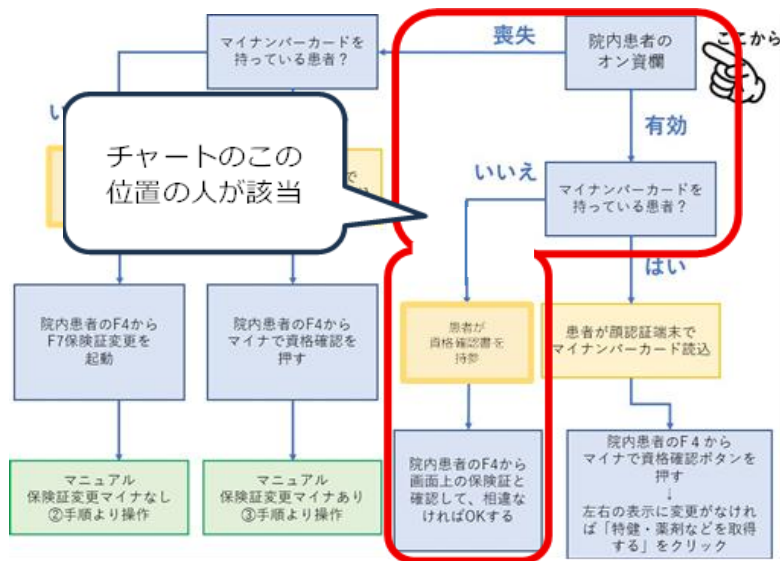 マイナンバーカードを
持っている患者？
喪失
院内患者の
オン資欄
ここから
い
有効
チャートのこの
位置の人が該当
で
いいえ
マイナンバーカードを
持っている患者？
はい
院内患者のF4から
F7保険証変更を
起動
院内患者のF4から
マイナで資格確認を
押す
患者が
資格確認書を
持参
患者が顔認証端末で
マイナンバーカード読込
マニュアル
保険証変更マイナなし
②手順より操作
マニュアル
保険証変更マイナあり
③手順より操作
院内患者のF4から
画面上の保険証と
確認して、相違な
ければOKする
院内患者のF４から
マイナで資格確認ボタンを
押す
↓
左右の表示に変更がなけれ
ば「特健・薬剤などを取得
する」をクリック